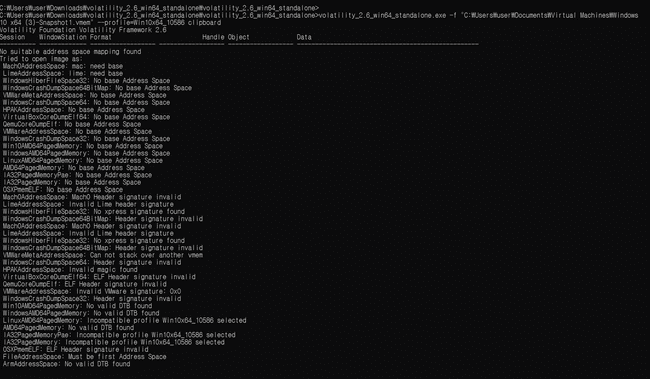 C:₩Users₩user₩Downloads₩volatility_2.6_win64_standalone₩volatility_2.6_win64_standalone>
C:₩Users₩user₩Downloads₩volatility_2.6_win64_standalone₩volatility_2.6_win64_standalone>volatility_2.6_win64_standalone.exe -f "C:₩Users₩user₩Documents₩Virtual Machines₩Windows
10 x64 (3)-Snapshot1.vmem" --profile=Win10x64_10586 clipboard
Volatility Foundation Volatility Framework 2.6
Session WindowStation Format Handle Object Data
No suitable address space mapping found
Tried to open image as:
MachOAddressSpace: mac: need base
LimeAddressSpace: lime: need base
WindowsHiberFileSpace32: No base Address Space
WindowsCrashDumpSpace64BitMap: No base Address Space
VMWareMetaAddressSpace: No base Address Space
WindowsCrashDumpSpace64: No base Address Space
HPAKAddressSpace: No base Address Space
VirtualBoxCoreDumpElf64: No base Address Space
QemuCoreDumpElf: No base Address Space
VMWareAddressSpace: No base Address Space
WindowsCrashDumpSpace32: No base Address Space
Win10AMD64PagedMemory: No base Address Space
WindowsAMD64PagedMemory: No base Address Space
LinuxAMD64PagedMemory: No base Address Space
AMD64PagedMemory: No base Address Space
IA32PagedMemoryPae: No base Address Space
IA32PagedMemory: No base Address Space
OSXPmemELF: No base Address Space
MachOAddressSpace: MachO Header signature invalid
LimeAddressSpace: Invalid Lime header signature
WindowsHiberFileSpace32: No xpress signature found
WindowsCrashDumpSpace64BitMap: Header signature invalid
MachOAddressSpace: MachO Header signature invalid
LimeAddressSpace: Invalid Lime header signature
WindowsHiberFileSpace32: No xpress signature found
WindowsCrashDumpSpace64BitMap: Header signature invalid
VMWareMetaAddressSpace: Can not stack over another vmem
WindowsCrashDumpSpace64: Header signature invalid
HPAKAddressSpace: Invalid magic found
VirtualBoxCoreDumpElf64: ELF Header signature invalid
QemuCoreDumpElf: ELF Header signature invalid
VMWareAddressSpace: Invalid VMware signature: 0x0
WindowsCrashDumpSpace32: Header signature invalid
Win10AMD64PagedMemory: No valid DTB found
WindowsAMD64PagedMemory: No valid DTB found
LinuxAMD64PagedMemory: Incompatible profile Win10x64_10586 selected
AMD64PagedMemory: No valid DTB found
IA32PagedMemoryPae: Incompatible profile Win10x64_10586 selected
IA32PagedMemory: Incompatible profile Win10x64_10586 selected
OSXPmemELF: ELF Header signature invalid
FileAddressSpace: Must be first Address Space
ArmAddressSpace: No valid DTB found